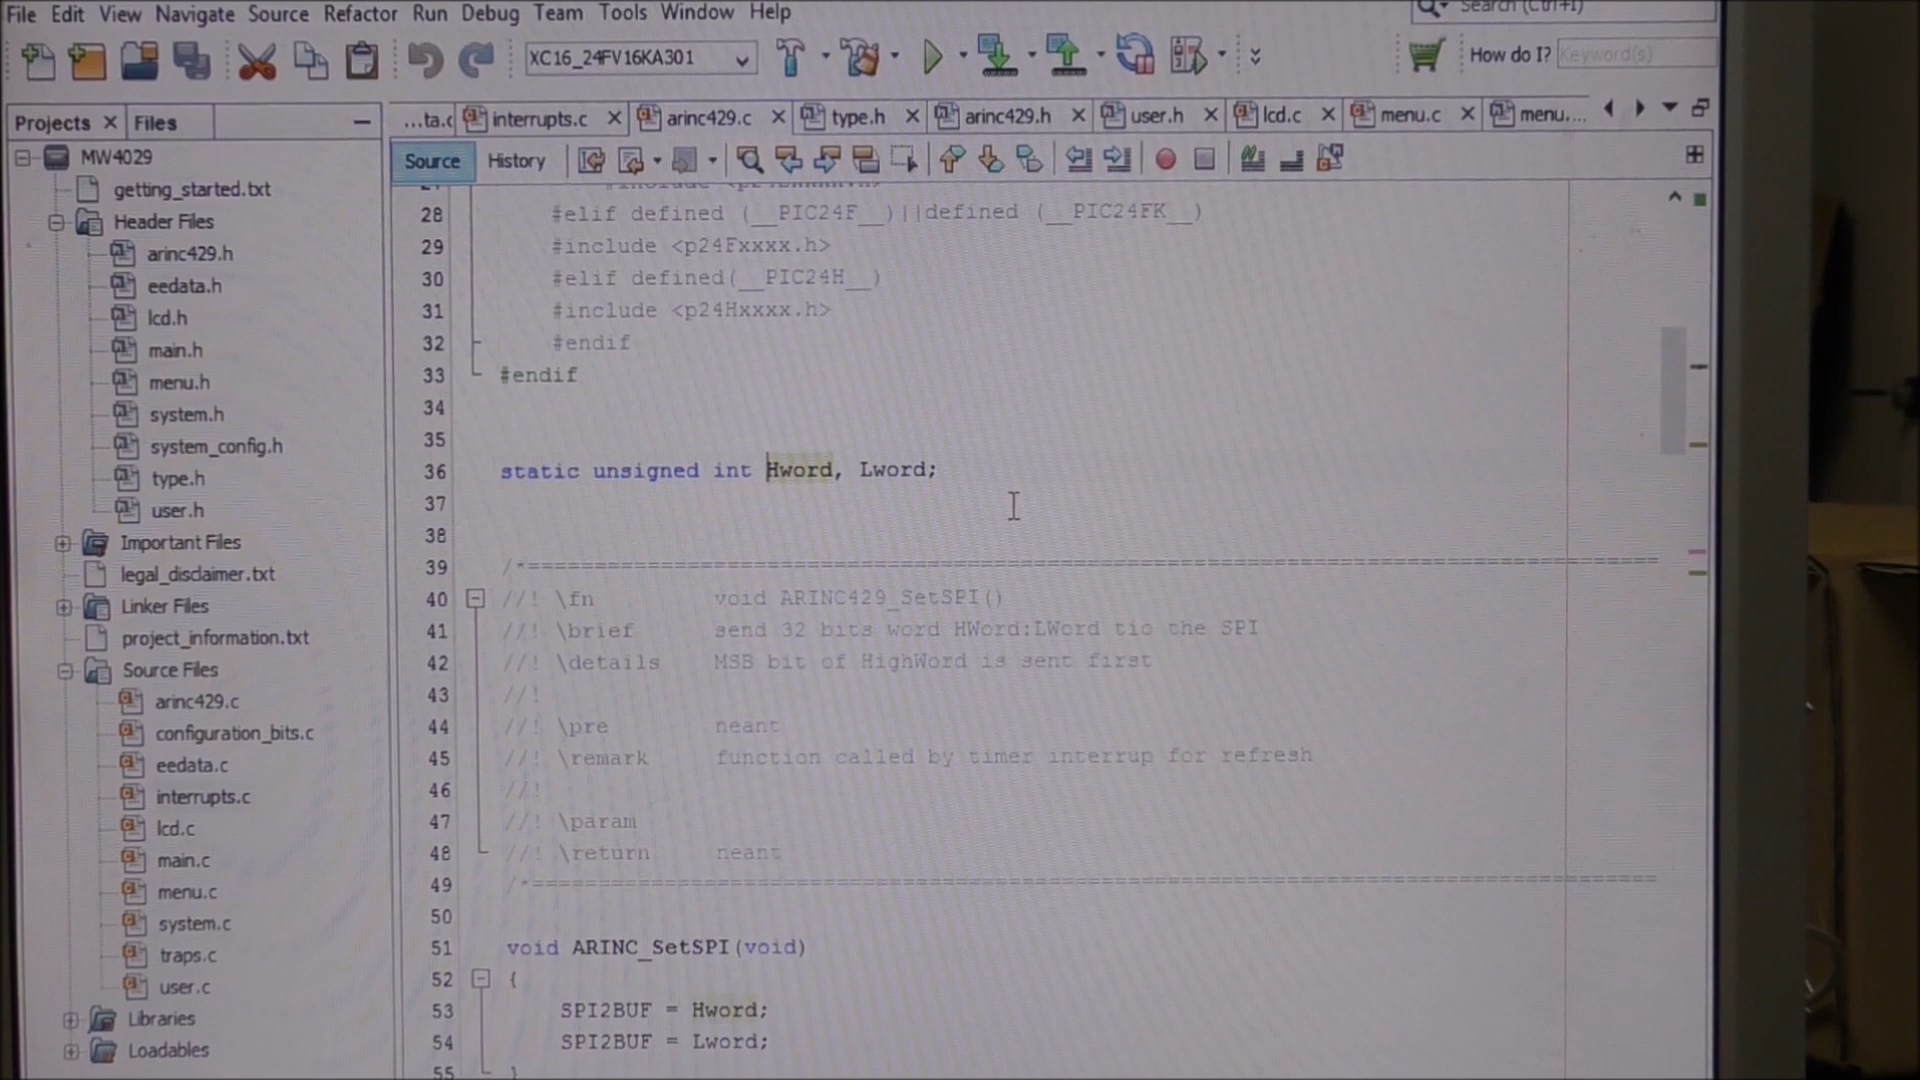 File Edit View Navigate Source Refactor Run Debug Team Tools Window Help
Search (Ctrl+I)
XC16_24FV16KA301
How do I? Keyword(s)
Projects Files
...ta.c interrupts.c arinc429.c type.h arinc429.h user.h lcd.c menu.c menu....
Source History
MW4029
getting_started.txt
Header Files
arinc429.h
eedata.h
lcd.h
main.h
menu.h
system.h
system_config.h
type.h
user.h
Important Files
legal_disclaimer.txt
Linker Files
project_information.txt
Source Files
arinc429.c
configuration_bits.c
eedata.c
interrupts.c
lcd.c
main.c
menu.c
system.c
traps.c
user.c
Libraries
Loadables
28 #elif defined (__PIC24F__)||defined (__PIC24FK__)
29 #include <p24Fxxxx.h>
30 #elif defined(__PIC24H__)
31 #include <p24Hxxxx.h>
32 #endif
33 #endif
34
35
36 static unsigned int Hword, Lword;
37
38
39 /*=====================================================================================
40 //! \fn void ARINC429_SetSPI()
41 //! \brief send 32 bits word HWord:LWord tio the SPI
42 //! \details MSB bit of HighWord is sent first
43 //!
44 //! \pre neant
45 //! \remark function called by timer interrup for refresh
46 //!
47 //! \param
48 //! \return neant
49 /*=====================================================================================
50
51 void ARINC_SetSPI(void)
52 {
53 SPI2BUF = Hword;
54 SPI2BUF = Lword;
55 }